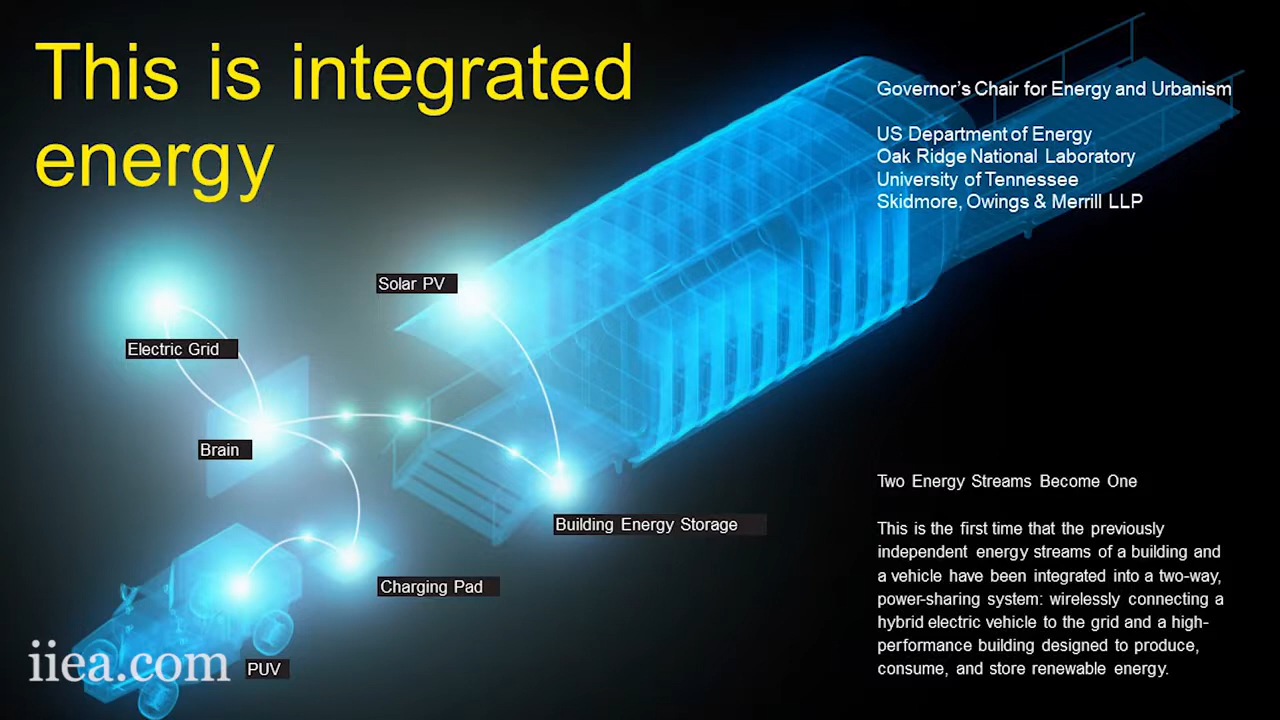 This is integrated
energy
Governor's Chair for Energy and Urbanism
US Department of Energy
Oak Ridge National Laboratory
University of Tennessee
Skidmore, Owings & Merrill LLP
Solar PV
Electric Grid
Brain
Building Energy Storage
Charging Pad
PUV
iiea.com
Two Energy Streams Become One
This is the first time that the previously
independent energy streams of a building and
a vehicle have been integrated into a two-way,
power-sharing system: wirelessly connecting a
hybrid electric vehicle to the grid and a high-
performance building designed to produce,
consume, and store renewable energy.